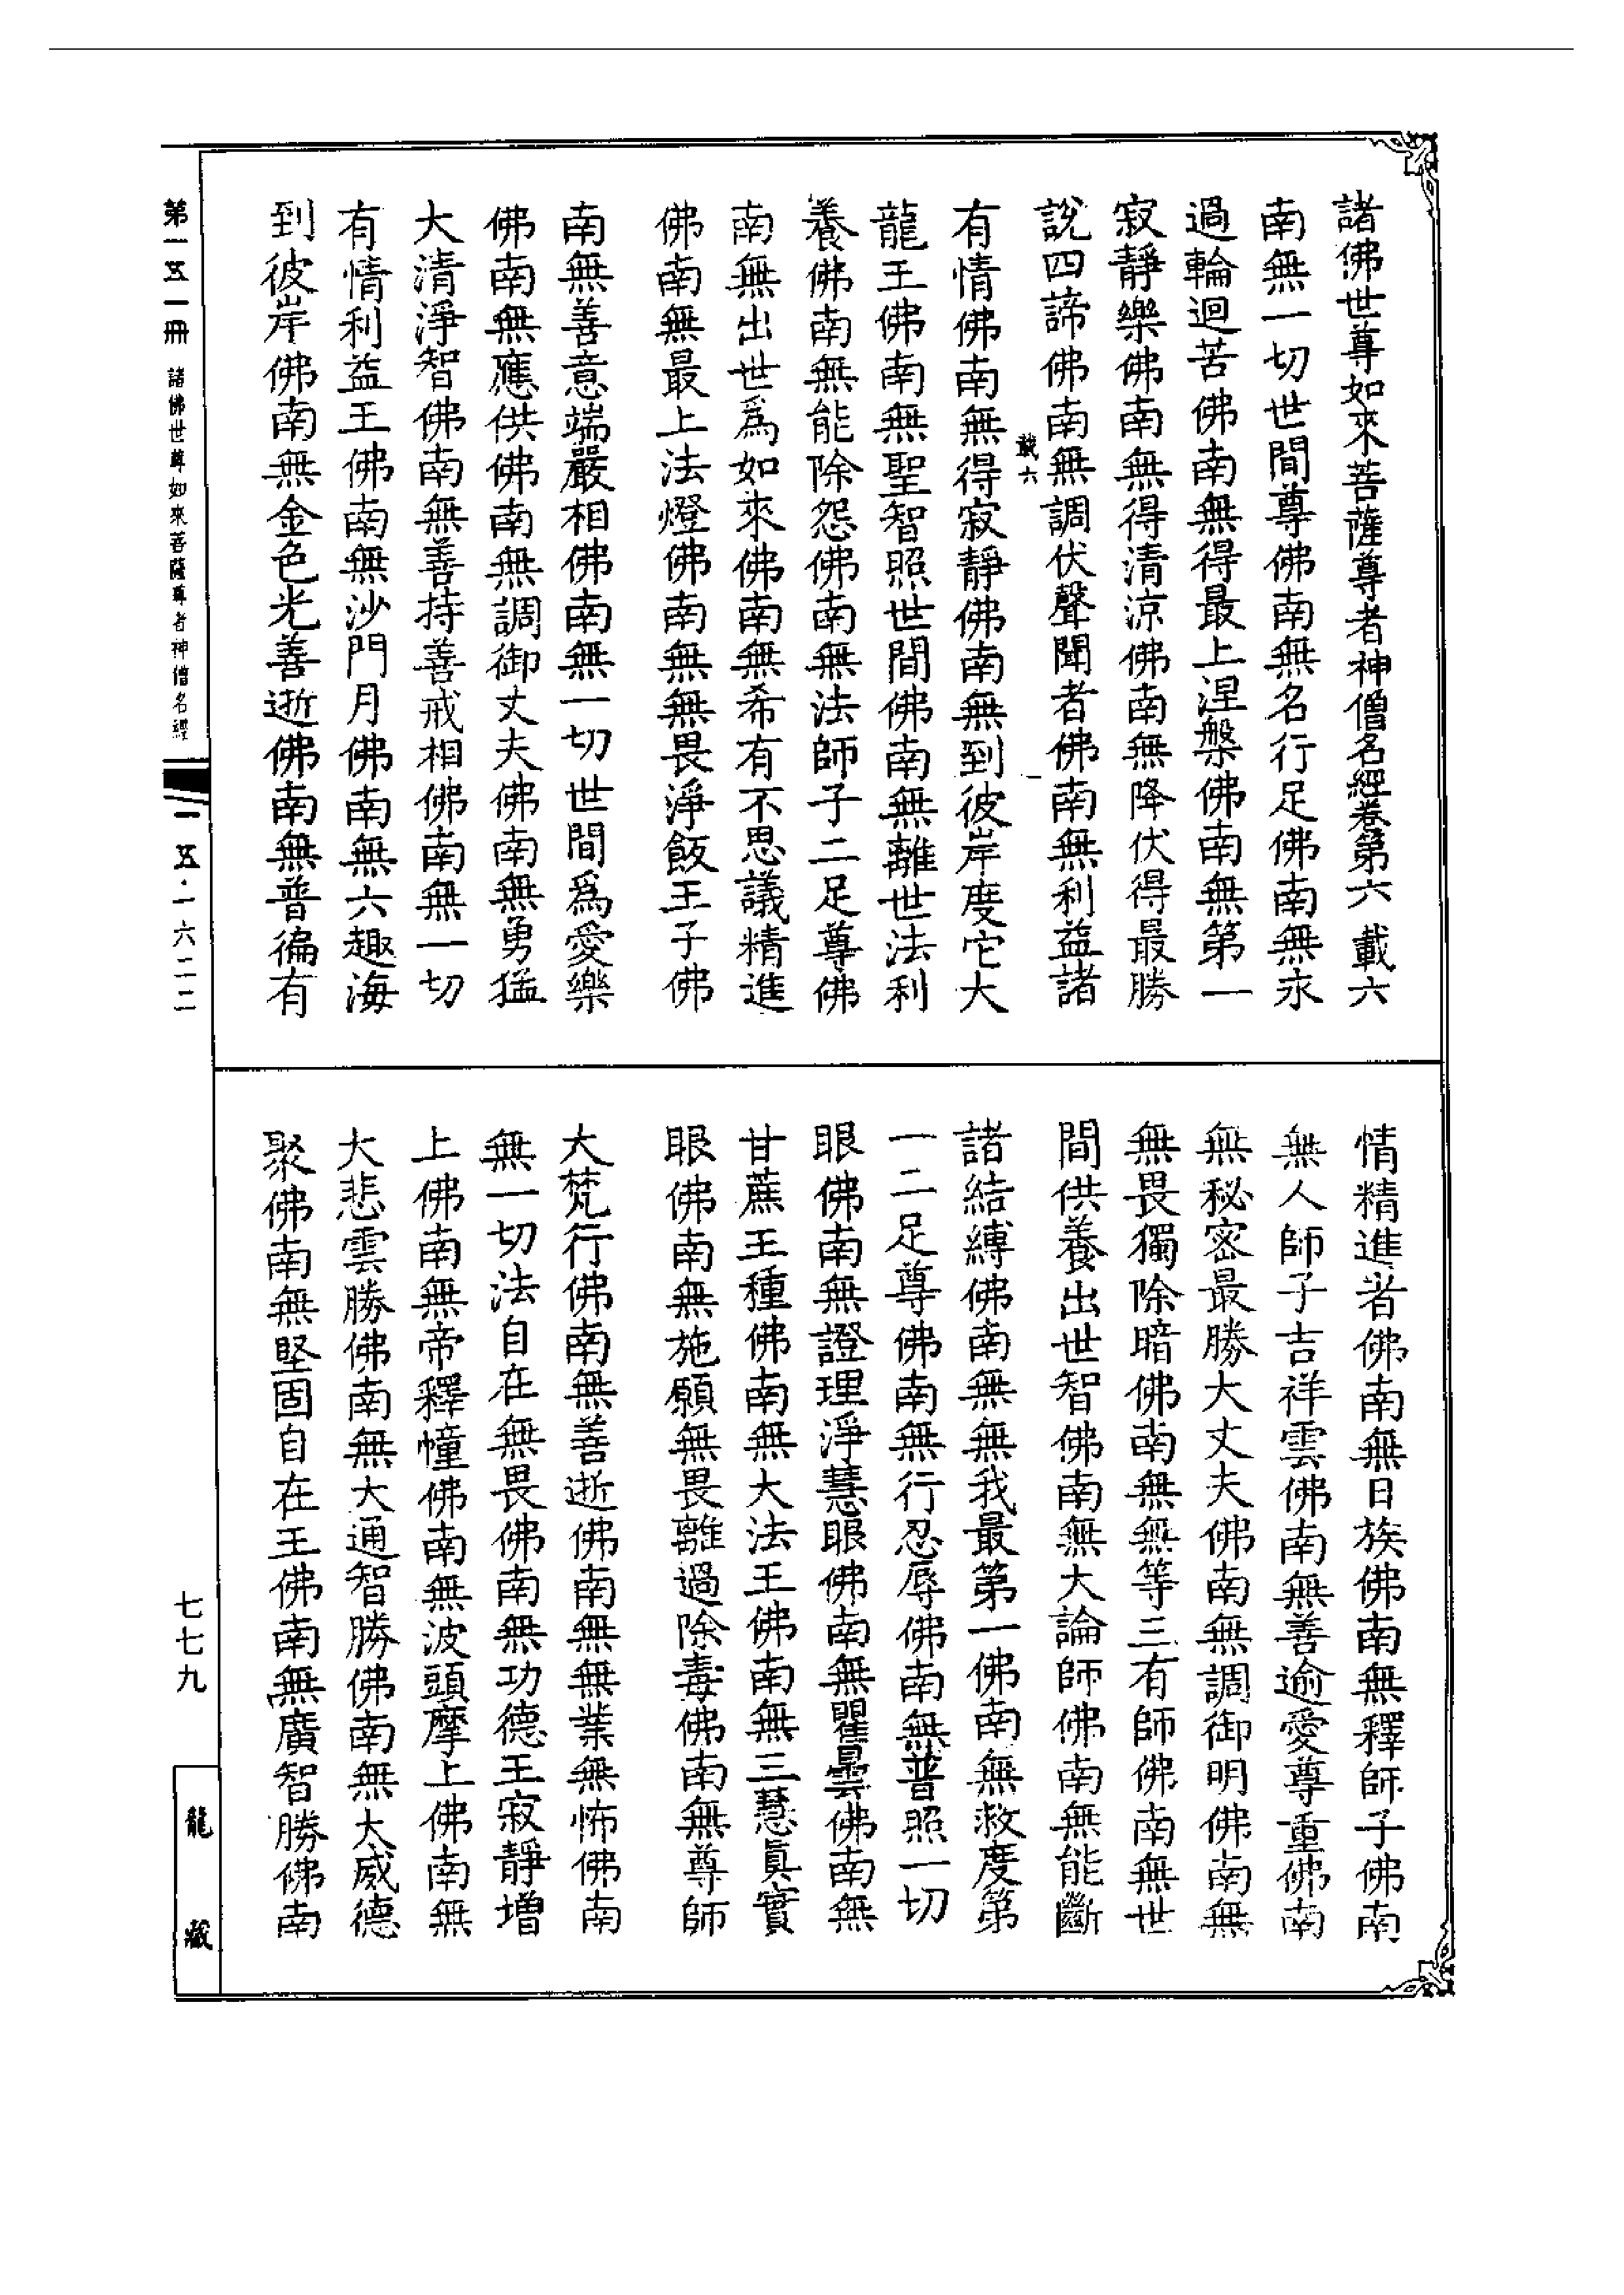 諸佛世尊如來菩薩尊者神僧名經卷第六 載六
南無一切世間尊佛南無名行足佛南無永
過輪迴苦佛南無得最上涅槃佛南無第一
寂靜樂佛南無得清涼佛南無降伏得最勝
說四諦佛南無調伏聲聞者佛南無利益諸
載六 一
有情佛南無得寂靜佛南無到彼岸度它大
龍王佛南無聖智照世間佛南無離世法利
養佛南無能除怨佛南無法師子二足尊佛
南無出世爲如來佛南無希有不思議精進
佛南無最上法燈佛南無無畏淨飯王子佛
南無善意端嚴相佛南無一切世間爲愛樂
佛南無應供佛南無調御丈夫佛南無勇猛
大清淨智佛南無善持善戒相佛南無一切
有情利益王佛南無沙門月佛南無六趣海
到彼岸佛南無金色光善逝佛南無普徧有
情精進者佛南無日族佛南無釋師子佛南
無人師子吉祥雲佛南無善逾愛尊重佛南
無秘密最勝大丈夫佛南無調御明佛南無
無畏獨除暗佛南無無等三有師佛南無世
間供養出世智佛南無大論師佛南無能斷
諸結縛佛南無無我最第一佛南無救度第
一二足尊佛南無行忍辱佛南無普照一切
眼佛南無證理淨慧眼佛南無瞿曇佛南無
甘蔗王種佛南無大法王佛南無三慧眞實
眼佛南無施願無畏離過除毒佛南無尊師
大梵行佛南無善逝佛南無無業無怖佛南
無一切法自在無畏佛南無功德王寂靜增
上佛南無帝釋幢佛南無波頭摩上佛南無
大悲雲勝佛南無大通智勝佛南無大威德
聚佛南無堅固自在王佛南無廣智勝佛南
第一五一冊 諸佛世尊如來菩薩尊者神僧名經 一五·一六二二
七七九
龍藏